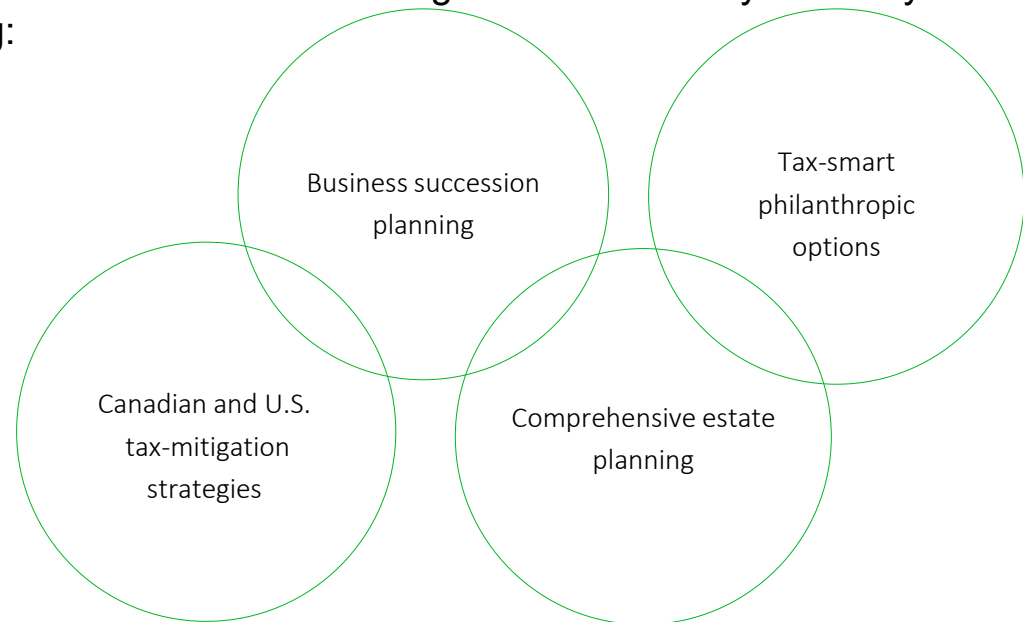 g:
Business succession
planning
Tax-smart
philanthropic
options
Canadian and U.S.
tax-mitigation
strategies
Comprehensive estate
planning